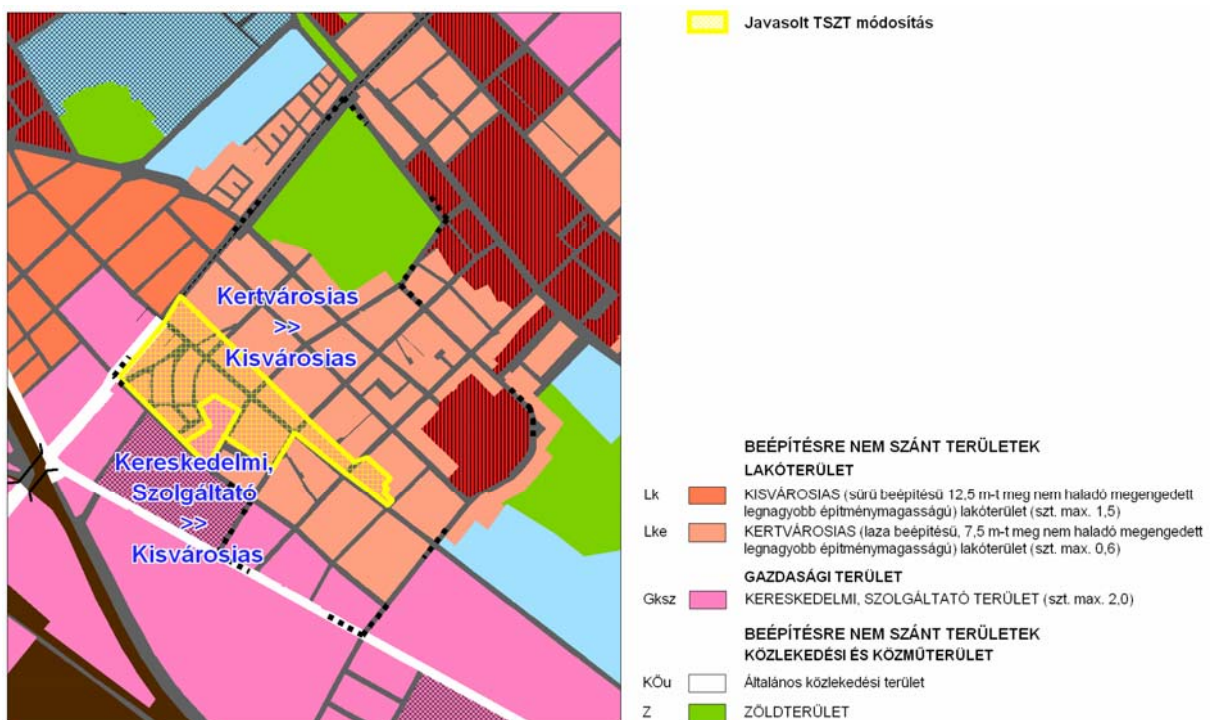 Javasolt TSZT módosítás
Kertvárosias
>>
Kisvárosias
Kereskedelmi,
Szolgáltató
>>
Kisvárosias
BEÉPÍTÉSRE NEM SZÁNT TERÜLETEK
LAKÓTERÜLET
Lk KISVÁROSIAS (sűrű beépítésű 12,5 m-t meg nem haladó megengedett
legnagyobb építménymagasságú) lakóterület (szt. max. 1,5)
Lke KERTVÁROSIAS (laza beépítésű, 7,5 m-t meg nem haladó megengedett
legnagyobb építménymagasságú) lakóterület (szt. max. 0,6)
GAZDASÁGI TERÜLET
Gksz KERESKEDELMI, SZOLGÁLTATÓ TERÜLET (szt. max. 2,0)
BEÉPÍTÉSRE NEM SZÁNT TERÜLETEK
KÖZLEKEDÉSI ÉS KÖZMŰTERÜLET
KÖu Általános közlekedési terület
Z ZÖLDTERÜLET